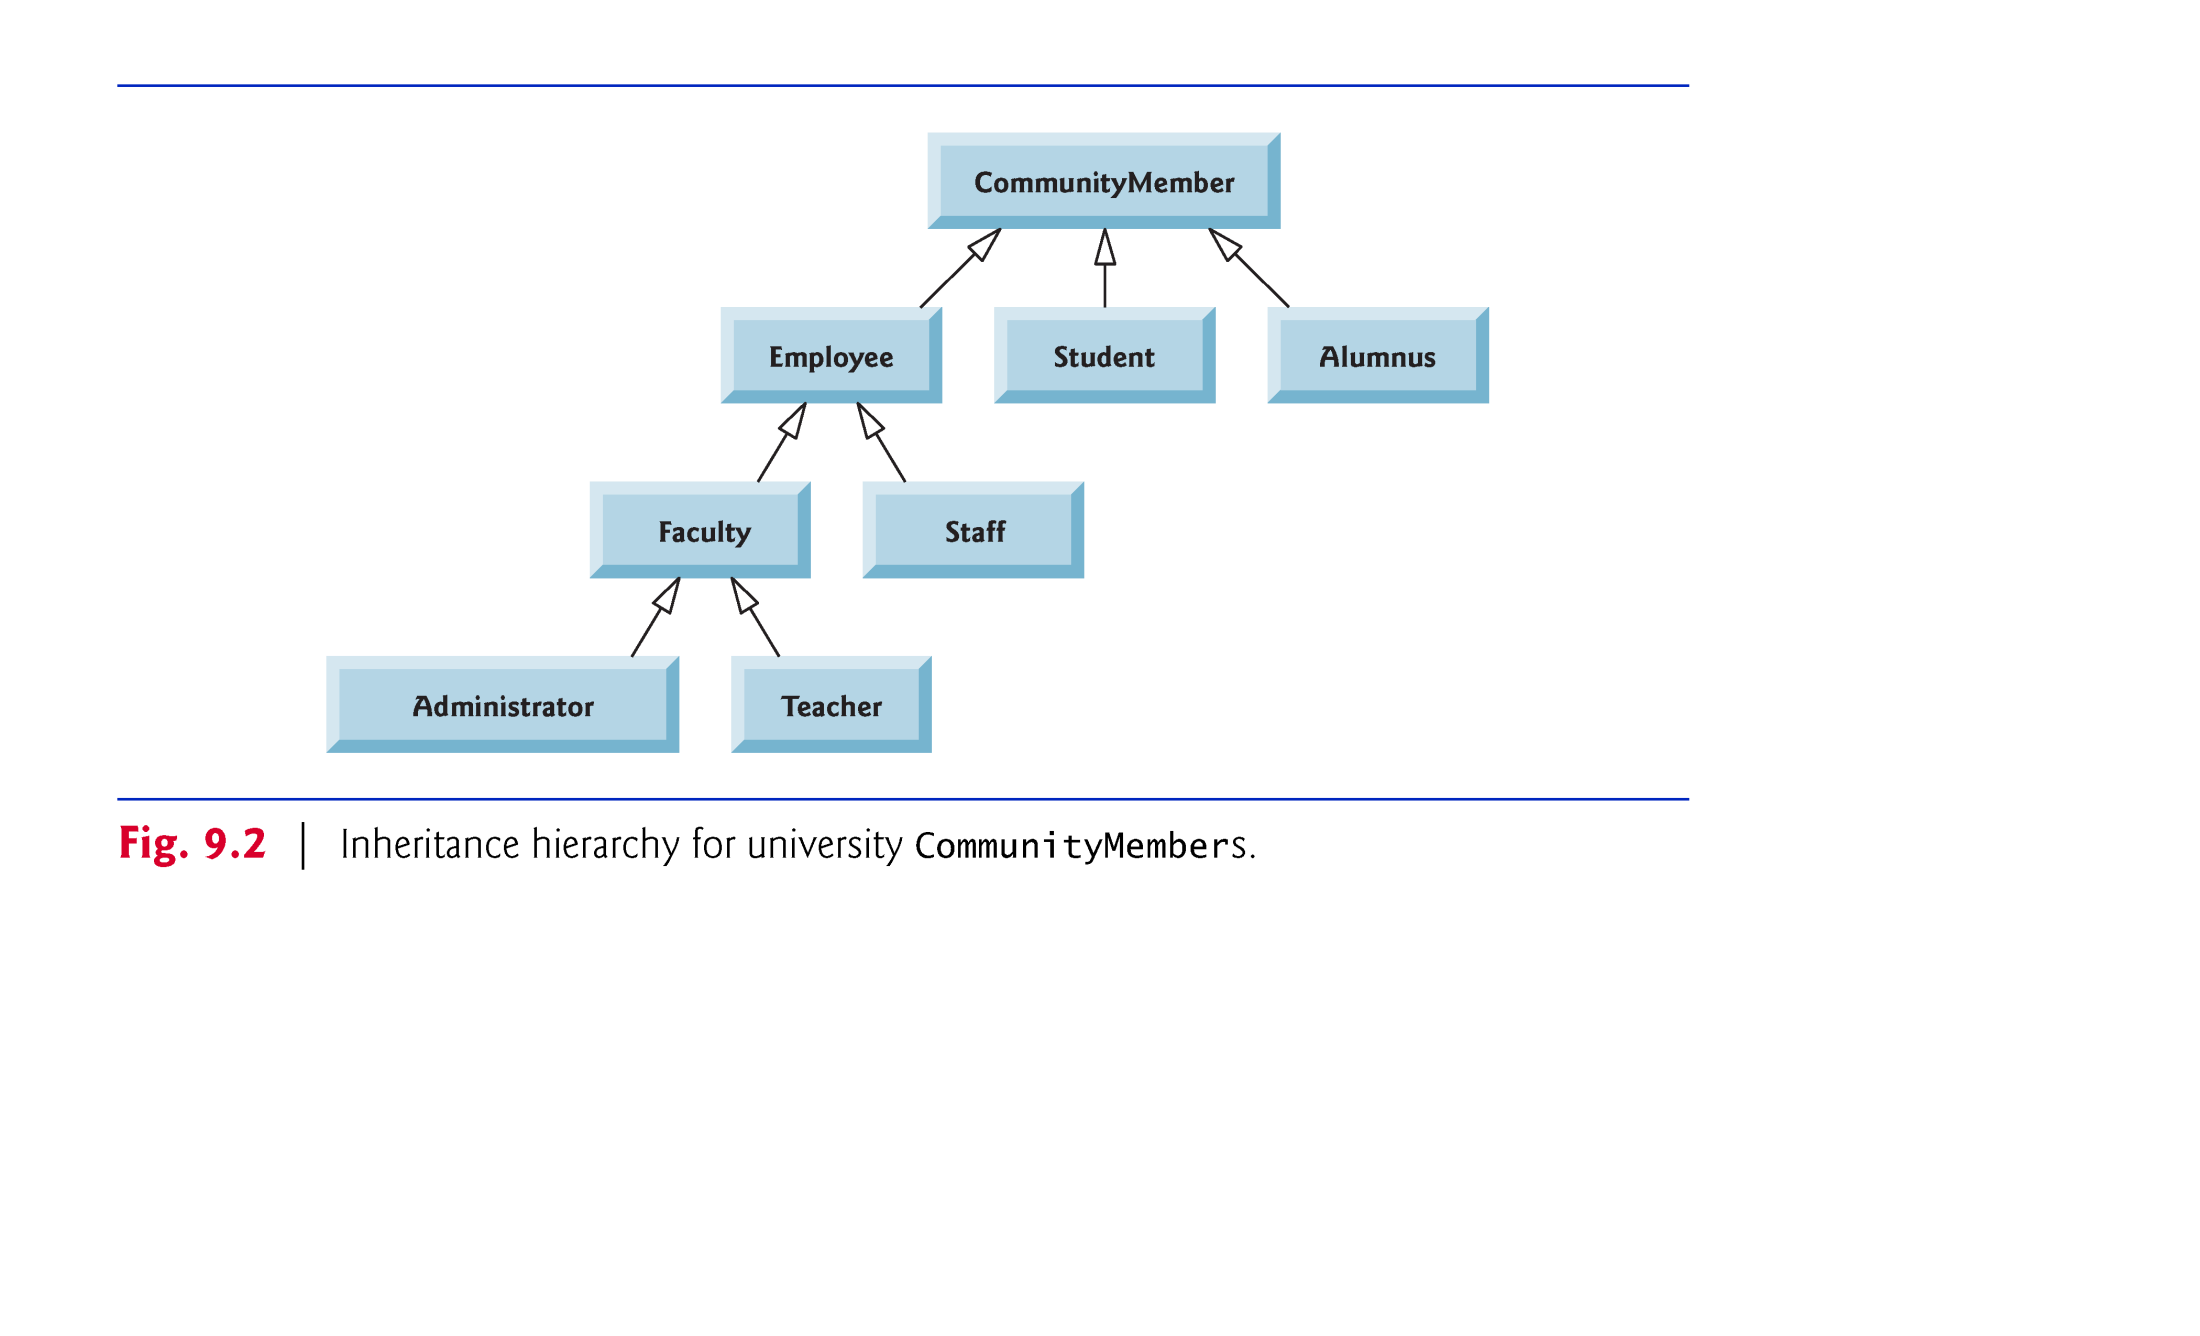 CommunityMember
Employee
Student
Alumnus
Faculty
Staff
Administrator
Teacher
Fig. 9.2 | Inheritance hierarchy for university CommunityMembers.